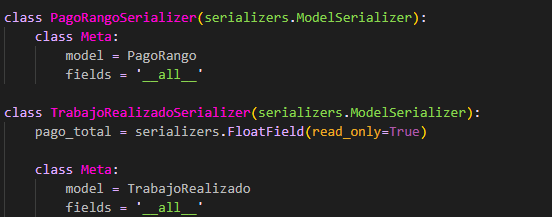 class PagoRangoSerializer(serializers.ModelSerializer):
    class Meta:
        model = PagoRango
        fields = '__all__'

class TrabajoRealizadoSerializer(serializers.ModelSerializer):
    pago_total = serializers.FloatField(read_only=True)

    class Meta:
        model = TrabajoRealizado
        fields = '__all__'